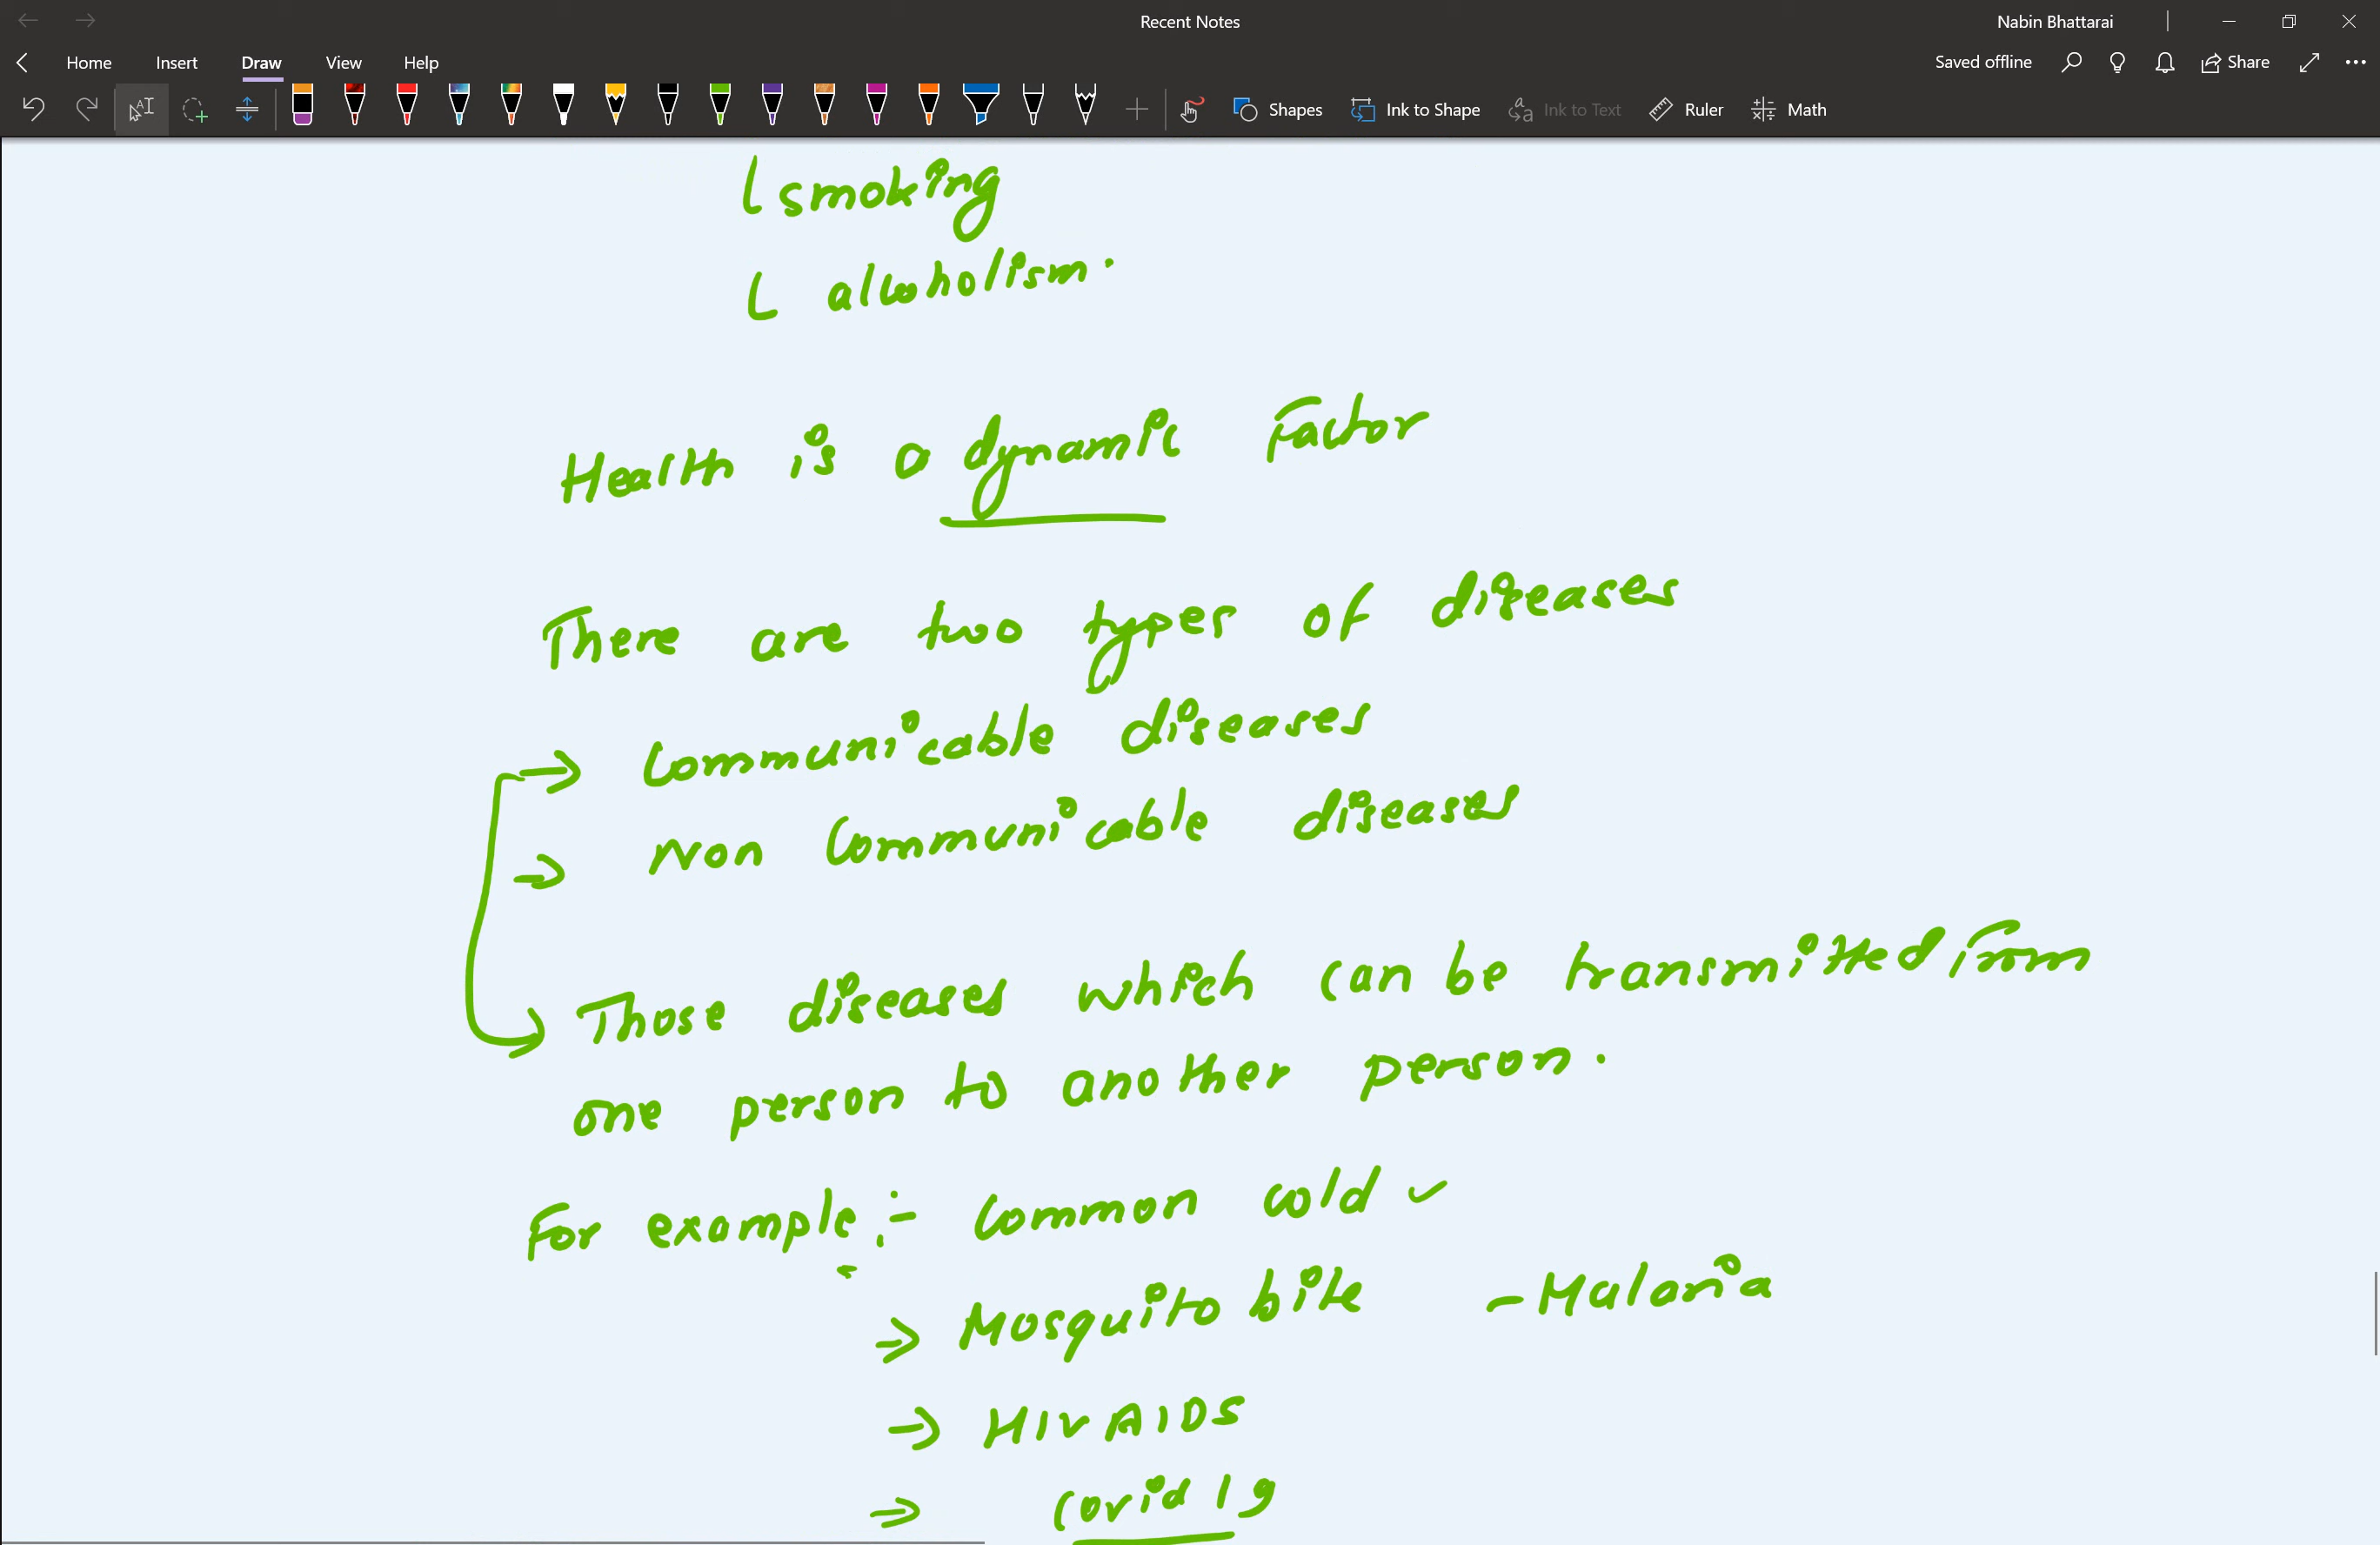 Recent Notes
Nabin Bhattarai
Home Insert Draw View Help
Saved offline
Share
Shapes Ink to Shape Ink to Text Ruler Math
smoking
alcoholism.
Health is a dynamic Factor
There are two types of diseases
→ Communicable diseases
→ Non Communicable diseases
→ Those diseases which can be transmitted from
one person to another person.
For example :- Common cold ✓
⇒ Mosquito bite - Malaria
→ HIV AIDS
⇒ Covid 19